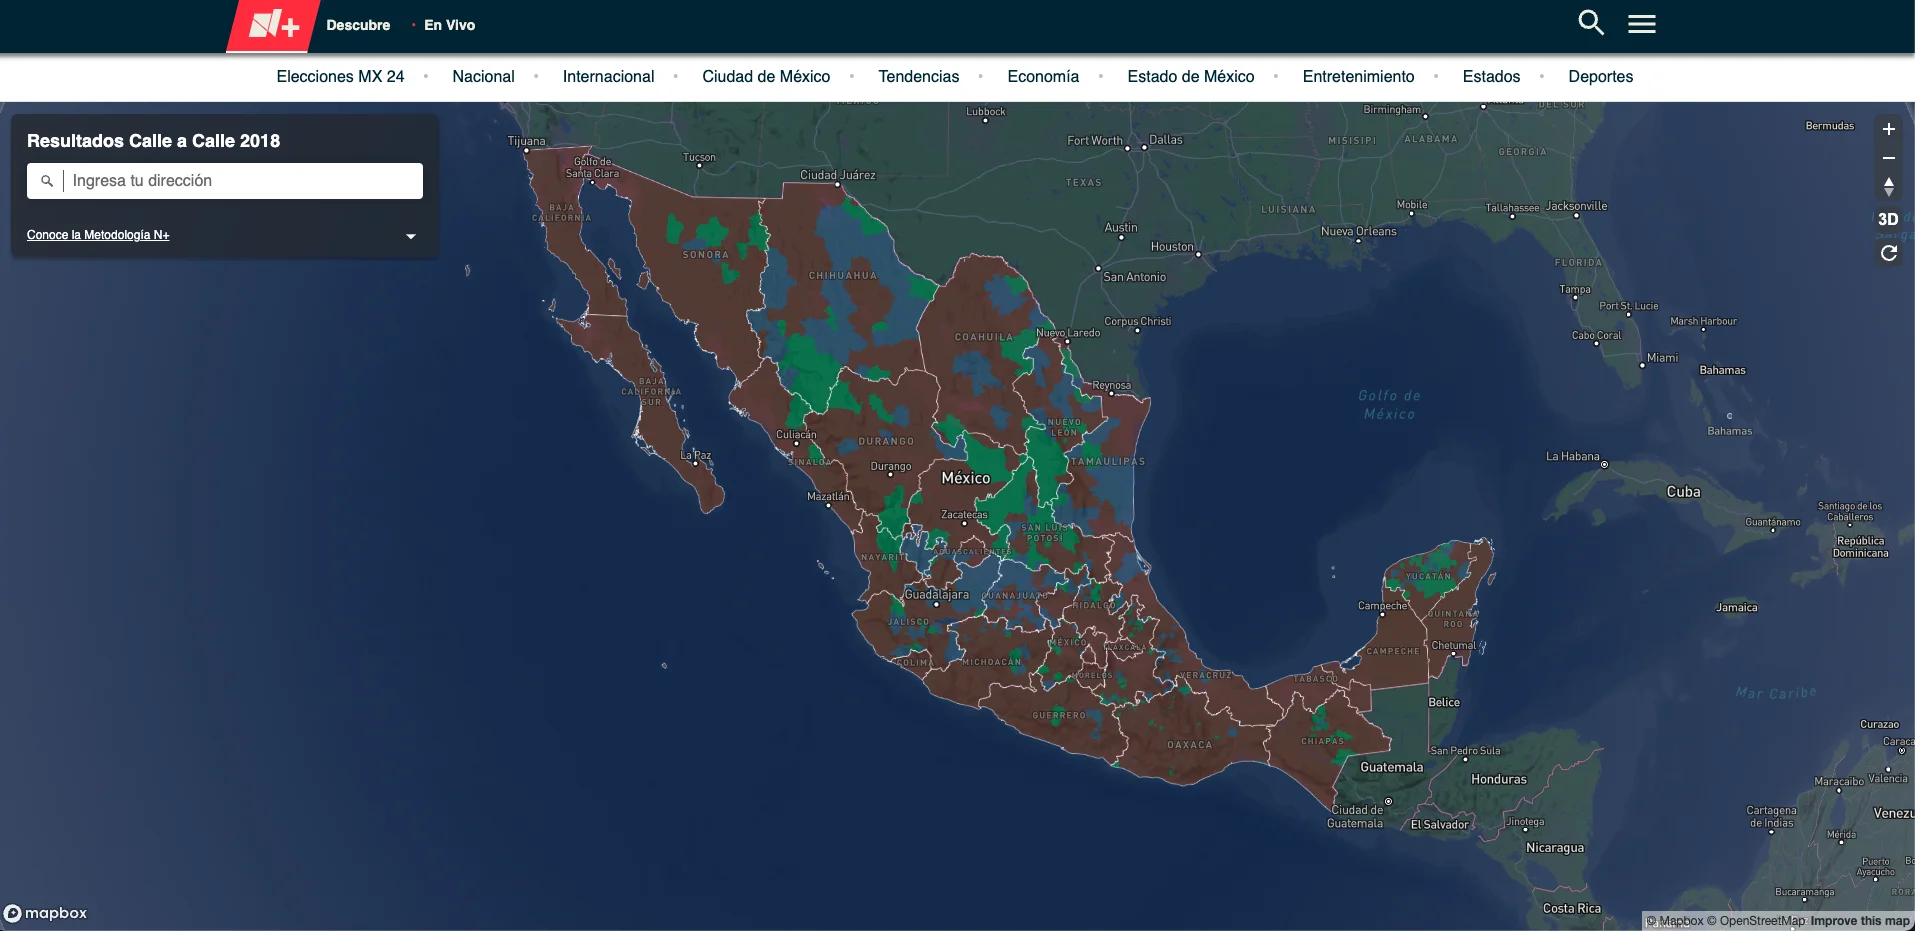 N+
Descubre
En Vivo
Elecciones MX 24
Nacional
Internacional
Ciudad de México
Tendencias
Economía
Estado de México
Entretenimiento
Estados
Deportes
Resultados Calle a Calle 2018
Ingresa tu dirección
Conoce la Metodología N+
3D
Lubbock
Birmingham
DEL SUR
Bermudas
Tijuana
Fort Worth
Dallas
MISISIPI
ALABAMA
GEORGIA
Golfo de
Santa Clara
Tucson
Ciudad Juárez
TEXAS
BAJA
CALIFORNIA
LUISIANA
Mobile
Tallahassee
Jacksonville
Austin
Nueva Orleans
SONORA
Houston
CHIHUAHUA
San Antonio
FLORIDA
Tampa
Port St. Lucie
COAHUILA
Nuevo Laredo
Corpus Christi
Cabo Coral
Marsh Harbour
Miami
Bahamas
BAJA
CALIFORNIA
SUR
Reynosa
Golfo de
México
NUEVO
LEÓN
Bahamas
Culiacán
DURANGO
La Paz
SINALOA
Durango
México
TAMAULIPAS
La Habana
Cuba
Mazatlán
Zacatecas
SAN LUIS
POTOSÍ
Guantánamo
Santiago de los
Caballeros
República
Dominicana
NAYARIT
AGUASCALIENTES
YUCATÁN
Guadalajara
GUANAJUATO
HIDALGO
Campeche
QUINTANA
ROO
Jamaica
JALISCO
MÉXICO
TLAXCALA
Chetumal
COLIMA
MICHOACÁN
MORELOS
VERACRUZ
TABASCO
CAMPECHE
GUERRERO
Belice
Mar Caribe
OAXACA
CHIAPAS
Curazao
Caraca
San Pedro Sula
Guatemala
Honduras
Maracaibo
Valencia
Ciudad de
Guatemala
El Salvador
Jinotega
Cartagena
de Indias
Venezu
Mérida
Nicaragua
Puerto
Ayacucho
Bo
Bucaramanga
ROR
Costa Rica
mapbox
© Mapbox © OpenStreetMap Improve this map